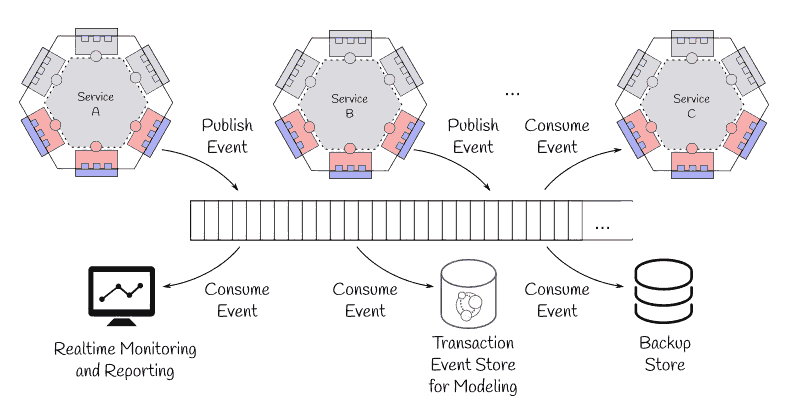 Service
A
Service
B
...
Service
C
Publish
Event
Publish
Event
Consume
Event
...
Consume
Event
Consume
Event
Consume
Event
Realtime Monitoring
and Reporting
Transaction
Event Store
for Modeling
Backup
Store